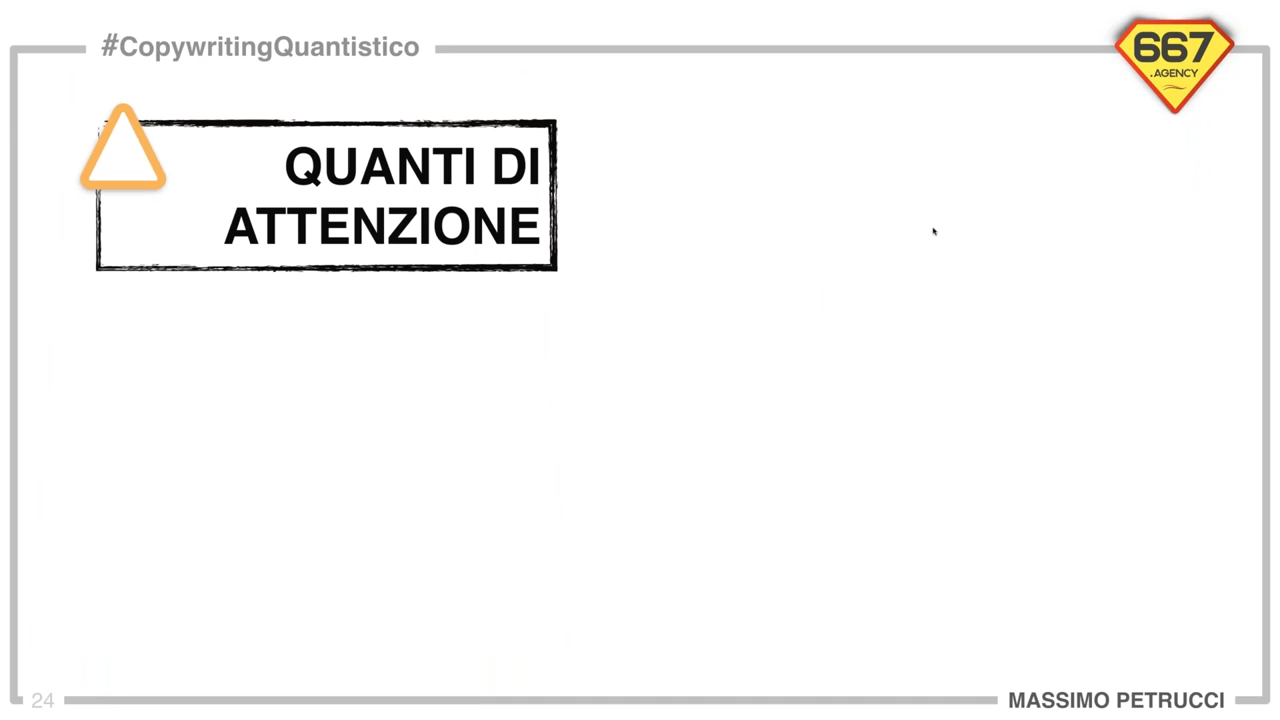 #CopywritingQuantistico
667
.AGENCY
QUANTI DI
ATTENZIONE
24
MASSIMO PETRUCCI